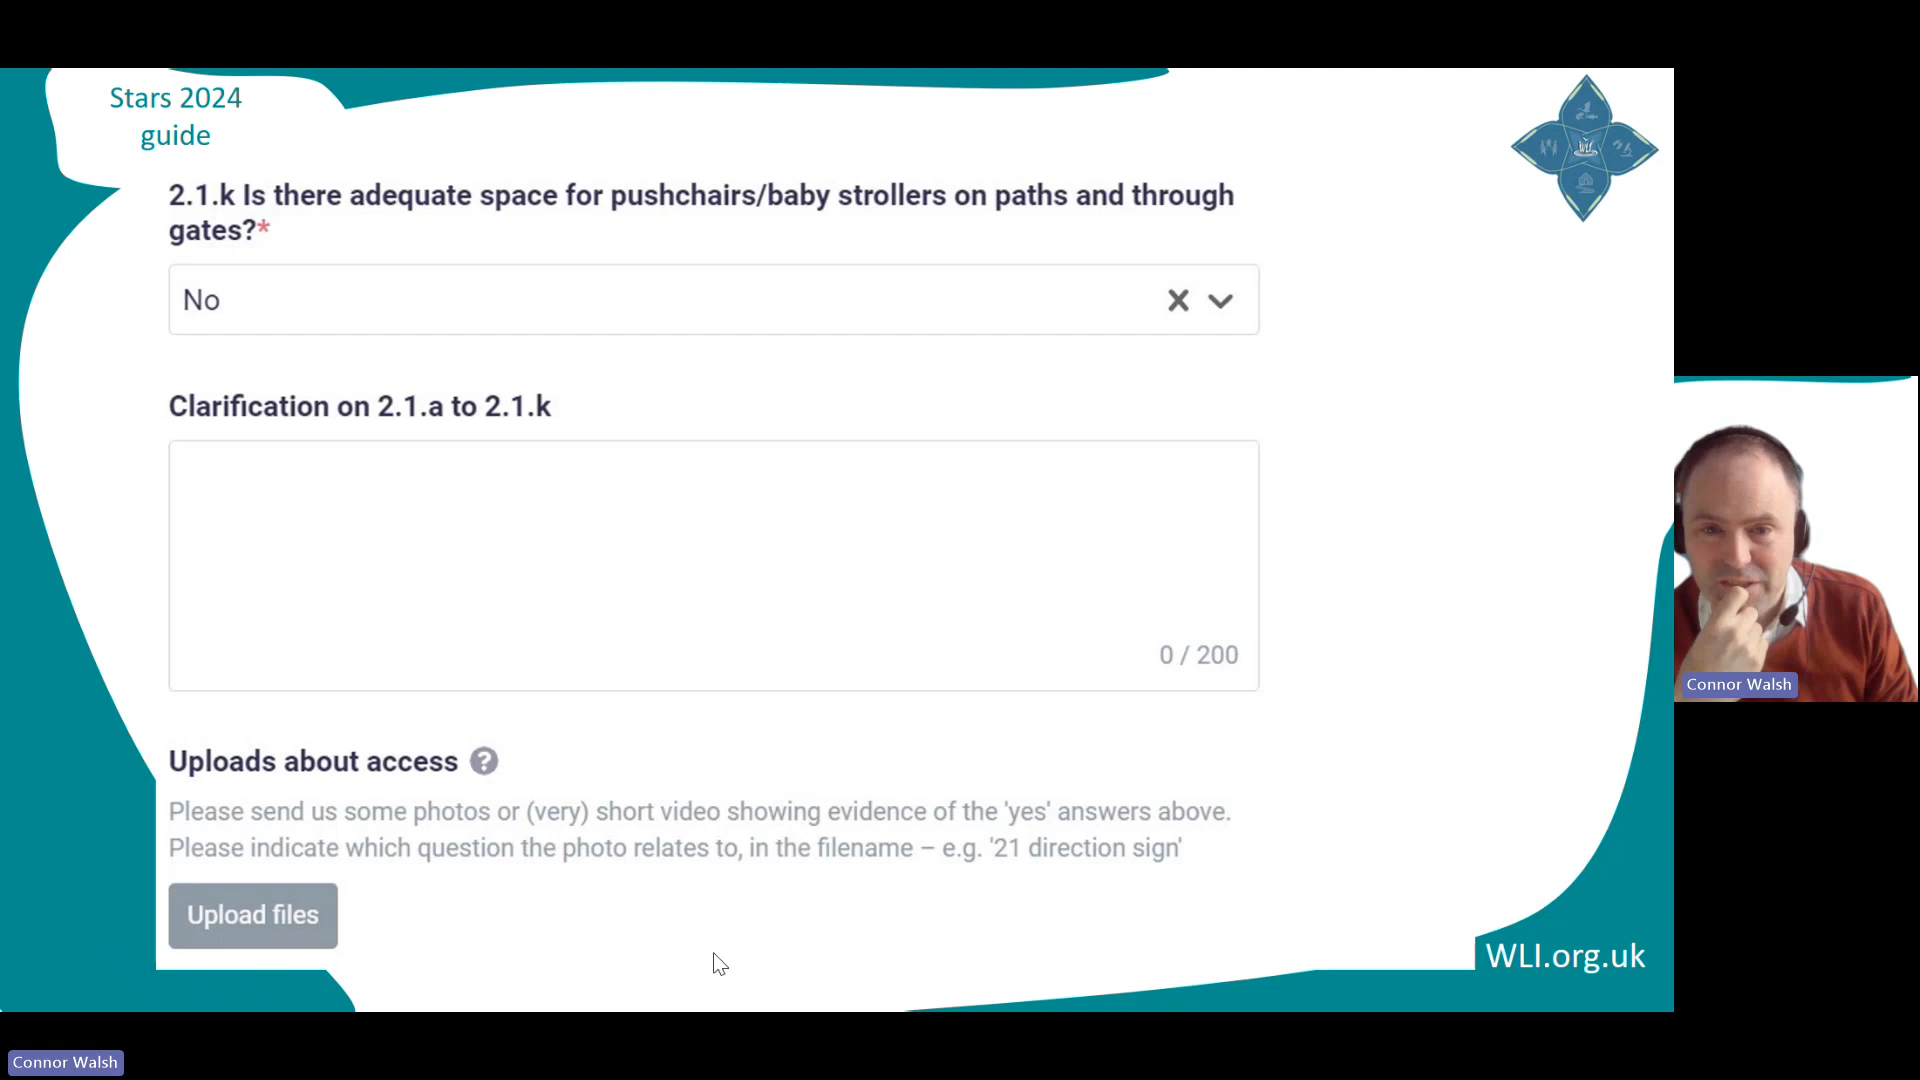 Stars 2024
guide
2.1.k Is there adequate space for pushchairs/baby strollers on paths and through
gates?*
No
Clarification on 2.1.a to 2.1.k
0 / 200
Uploads about access ?
Please send us some photos or (very) short video showing evidence of the 'yes' answers above.
Please indicate which question the photo relates to, in the filename – e.g. '21 direction sign'
Upload files
WLI.org.uk
Connor Walsh
Connor Walsh